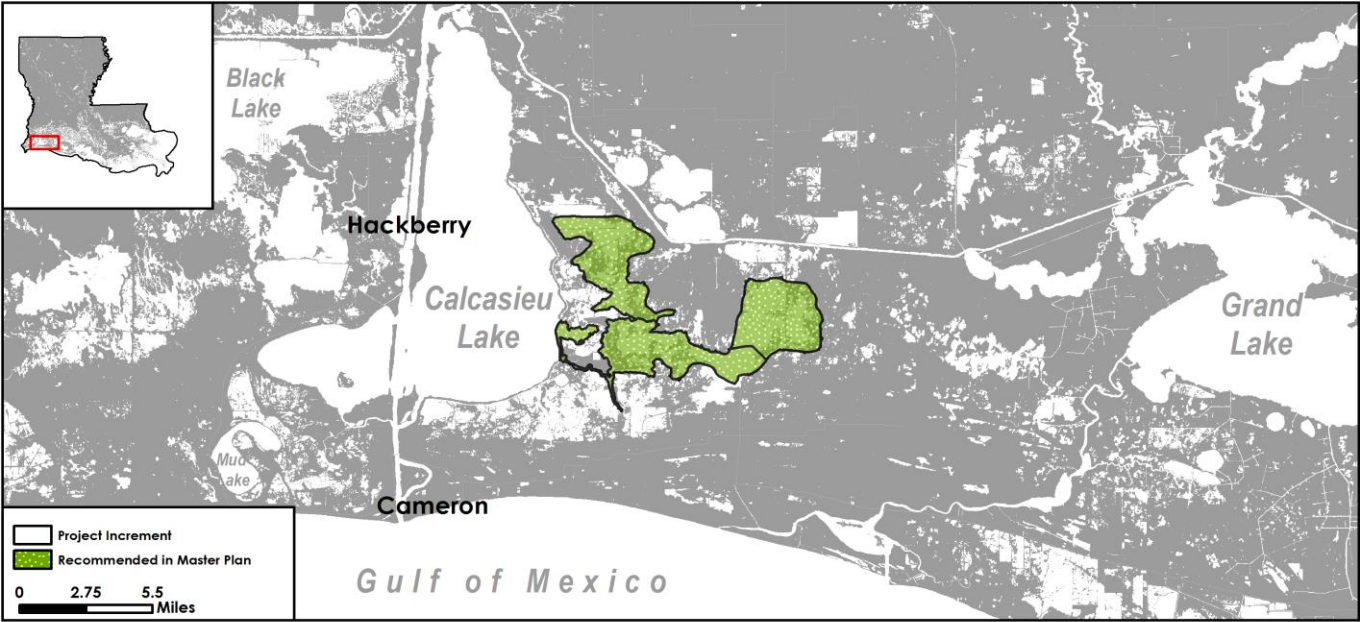 Black
Lake
Hackberry
Calcasieu
Lake
Grand
Lake
Mud
Lake
Cameron
Gulf of Mexico
Project Increment
Recommended in Master Plan
0 2.75 5.5
Miles